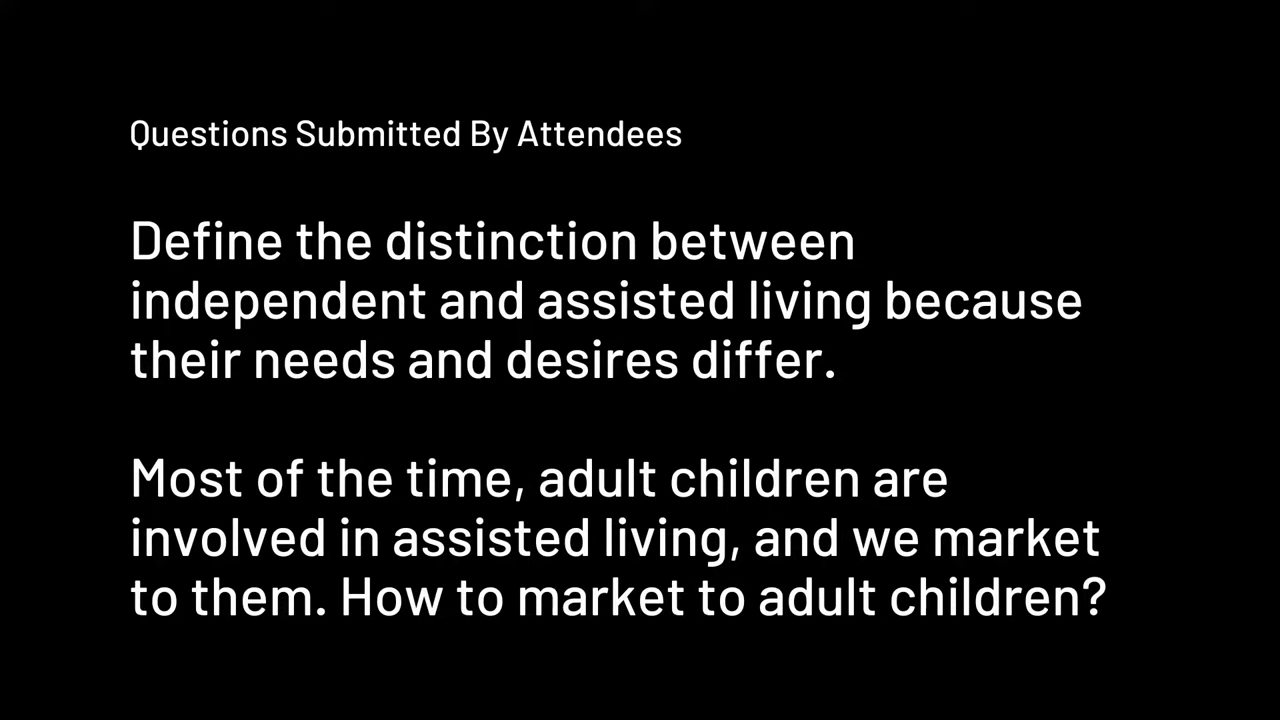 Questions Submitted By Attendees
Define the distinction between
independent and assisted living because
their needs and desires differ.
Most of the time, adult children are
involved in assisted living, and we market
to them. How to market to adult children?